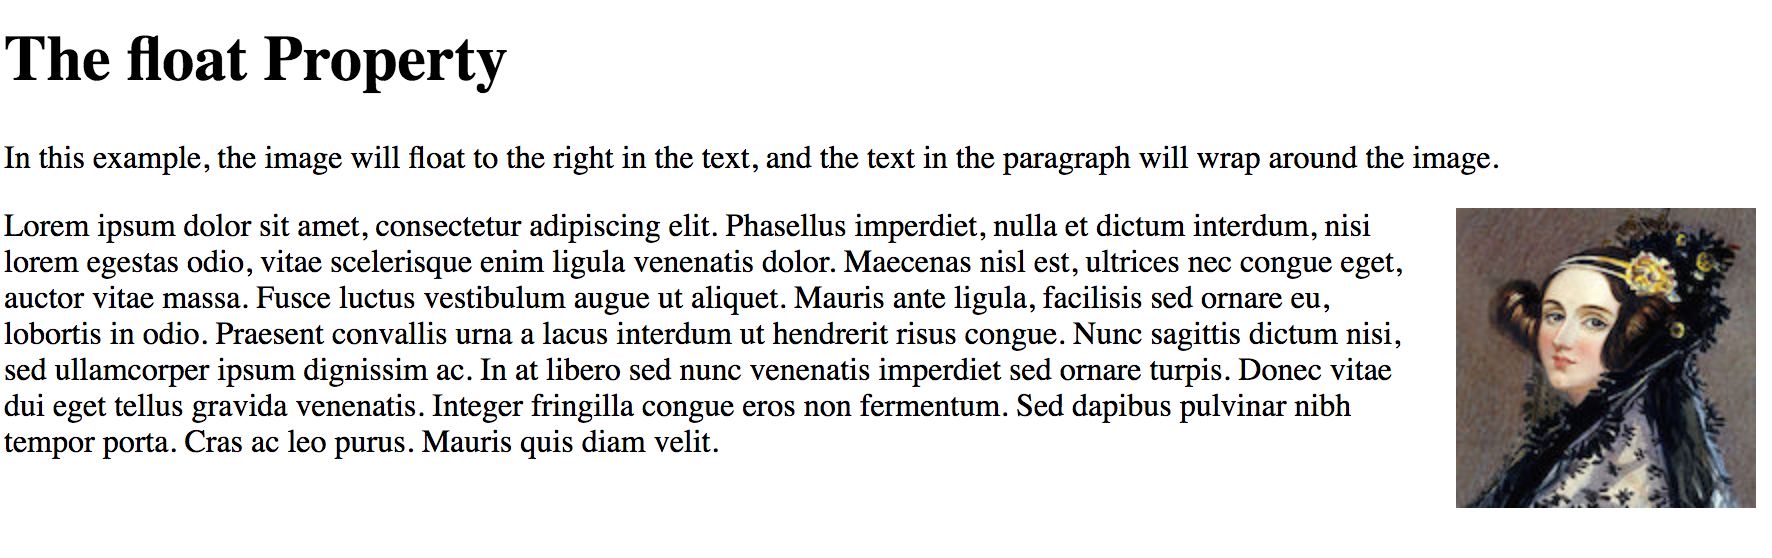 The float Property
In this example, the image will float to the right in the text, and the text in the paragraph will wrap around the image.
Lorem ipsum dolor sit amet, consectetur adipiscing elit. Phasellus imperdiet, nulla et dictum interdum, nisi
lorem egestas odio, vitae scelerisque enim ligula venenatis dolor. Maecenas nisl est, ultrices nec congue eget,
auctor vitae massa. Fusce luctus vestibulum augue ut aliquet. Mauris ante ligula, facilisis sed ornare eu,
lobortis in odio. Praesent convallis urna a lacus interdum ut hendrerit risus congue. Nunc sagittis dictum nisi,
sed ullamcorper ipsum dignissim ac. In at libero sed nunc venenatis imperdiet sed ornare turpis. Donec vitae
dui eget tellus gravida venenatis. Integer fringilla congue eros non fermentum. Sed dapibus pulvinar nibh
tempor porta. Cras ac leo purus. Mauris quis diam velit.